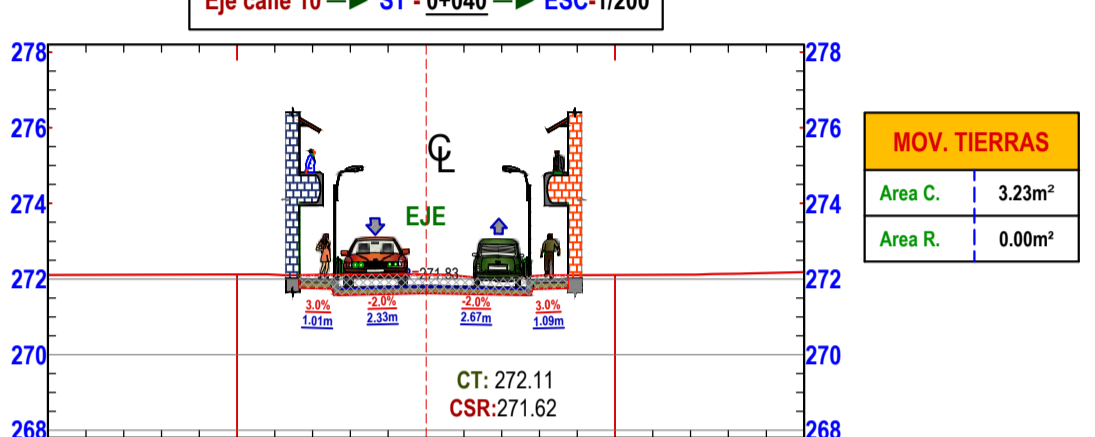 Eje calle 10 ST - 0+040 ESC-1/200
278 278
276 276
MOV. TIERRAS
Area C. 3.23m²
Area R. 0.00m²
CL
274 274
EJE
272 =271.83 272
3.0% -2.0% -2.0% 3.0%
1.01m 2.33m 2.67m 1.09m
270 270
CT: 272.11
CSR:271.62
268 268